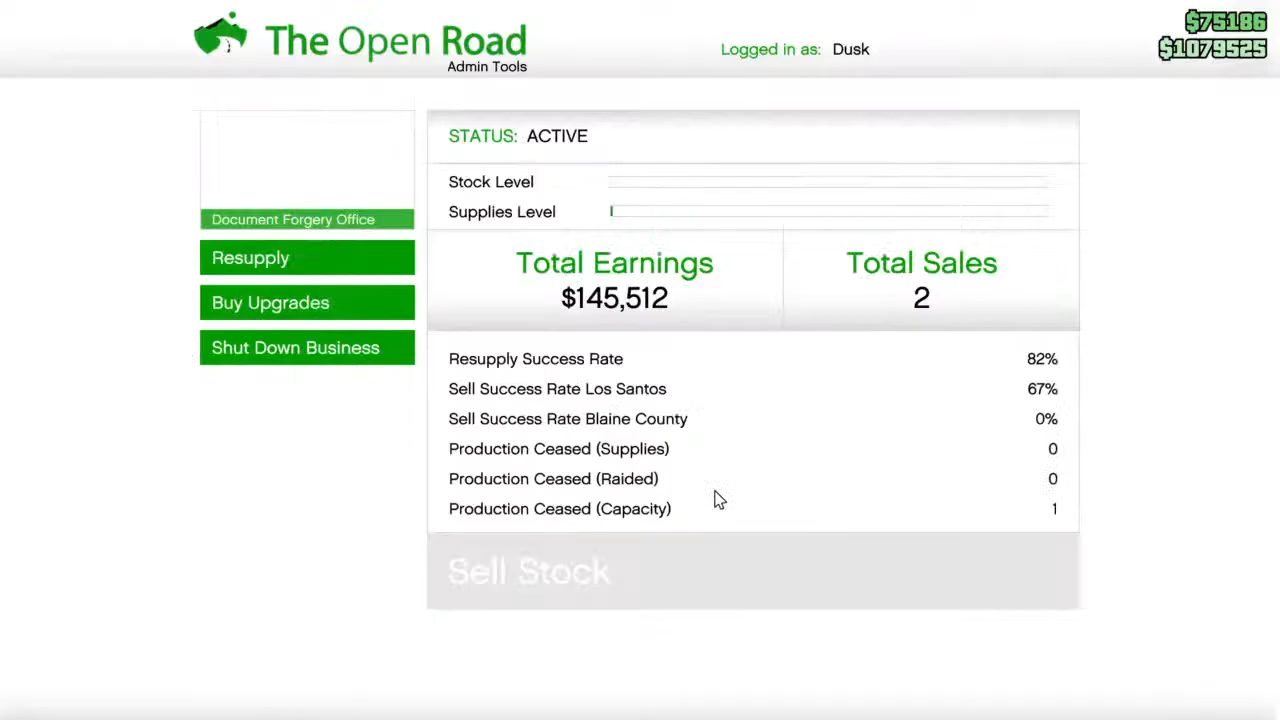 The Open Road
Admin Tools
Logged in as: Dusk
$75186
$1079525
Document Forgery Office
Resupply
Buy Upgrades
Shut Down Business
STATUS: ACTIVE
Stock Level
Supplies Level
Total Earnings
$145,512
Total Sales
2
Resupply Success Rate 82%
Sell Success Rate Los Santos 67%
Sell Success Rate Blaine County 0%
Production Ceased (Supplies) 0
Production Ceased (Raided) 0
Production Ceased (Capacity) 1
Sell Stock